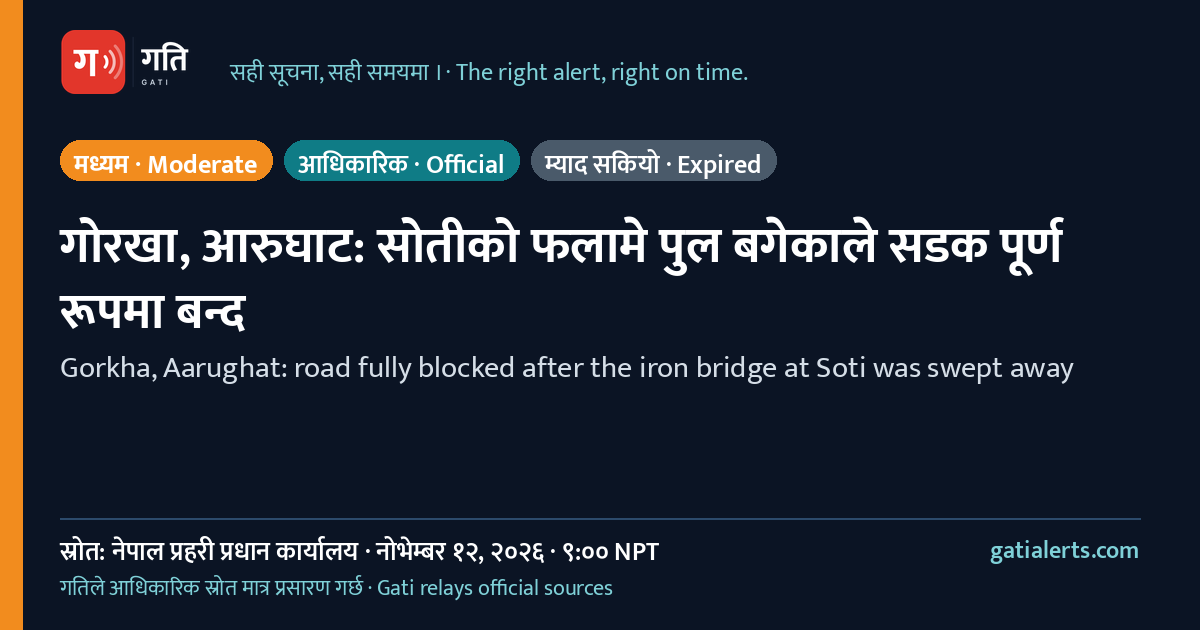 ग गति
GATI
सही सूचना, सही समयमा । · The right alert, right on time.
मध्यम · Moderate आधिकारिक · Official म्याद सकियो · Expired
गोरखा, आरुघाट: सोतीको फलामे पुल बगेकाले सडक पूर्ण
रूपमा बन्द
Gorkha, Aarughat: road fully blocked after the iron bridge at Soti was swept away
स्रोत: नेपाल प्रहरी प्रधान कार्यालय · नोभेम्बर १२, २०२६ · ९:०० NPT
gatialerts.com
गतिले आधिकारिक स्रोत मात्र प्रसारण गर्छ · Gati relays official sources